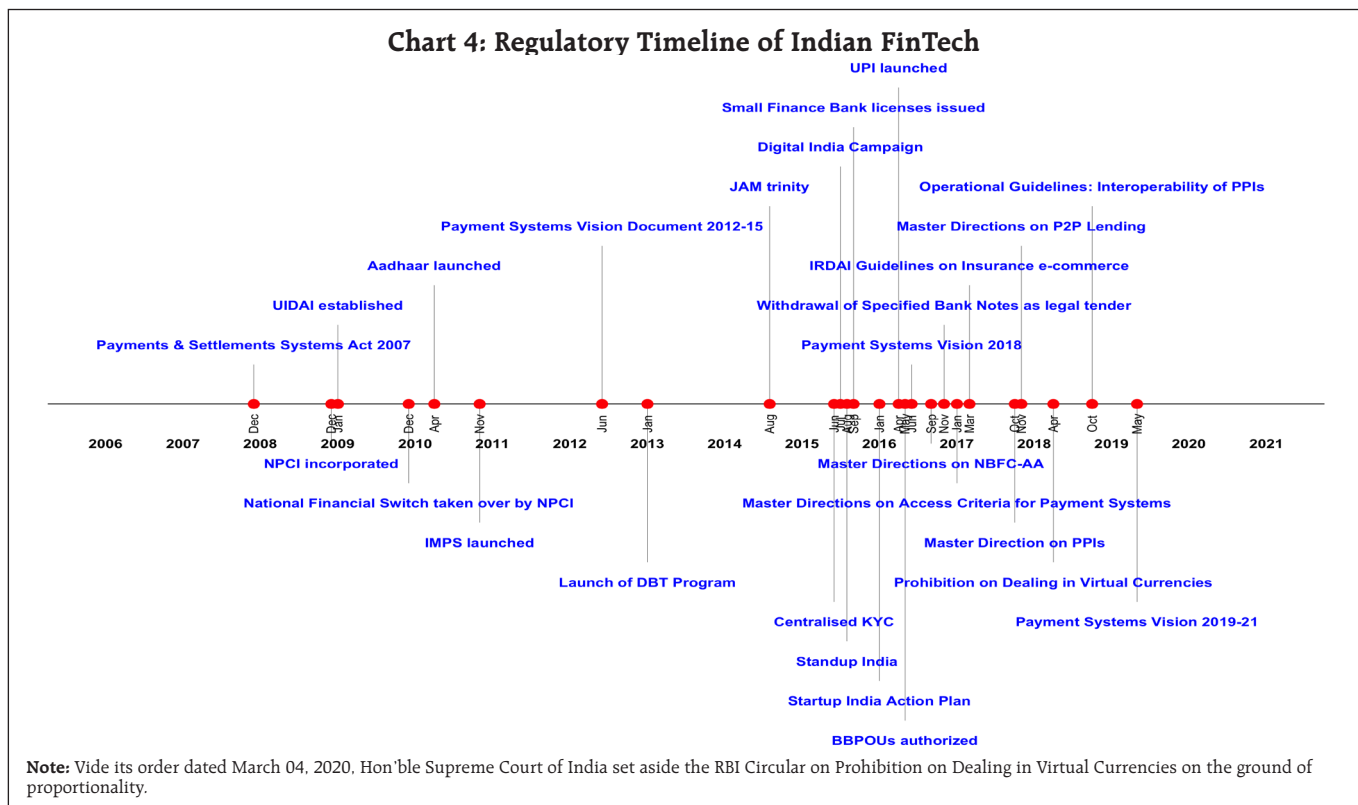 Chart 4: Regulatory Timeline of Indian FinTech
UPI launched
Small Finance Bank licenses issued
Digital India Campaign
JAM trinity
Operational Guidelines: Interoperability of PPIs
Payment Systems Vision Document 2012-15
Master Directions on P2P Lending
Aadhaar launched
IRDAI Guidelines on Insurance e-commerce
UIDAI established
Withdrawal of Specified Bank Notes as legal tender
Payments & Settlements Systems Act 2007
Payment Systems Vision 2018
Dec
Dec
Jan
Dec
Apr
Nov
Jun
Jan
Aug
Jun
Jul
Aug
Sep
Jan
Apr
May
Jun
Sep
Nov
Jan
Mar
Oct
Nov
Apr
Oct
May
2006 2007 2008 2009 2010 2011 2012 2013 2014 2015 2016 2017 2018 2019 2020 2021
NPCI incorporated
Master Directions on NBFC-AA
National Financial Switch taken over by NPCI
Master Directions on Access Criteria for Payment Systems
IMPS launched
Master Direction on PPIs
Launch of DBT Program
Prohibition on Dealing in Virtual Currencies
Centralised KYC
Payment Systems Vision 2019-21
Standup India
Startup India Action Plan
BBPOUs authorized
Note: Vide its order dated March 04, 2020, Hon'ble Supreme Court of India set aside the RBI Circular on Prohibition on Dealing in Virtual Currencies on the ground of
proportionality.